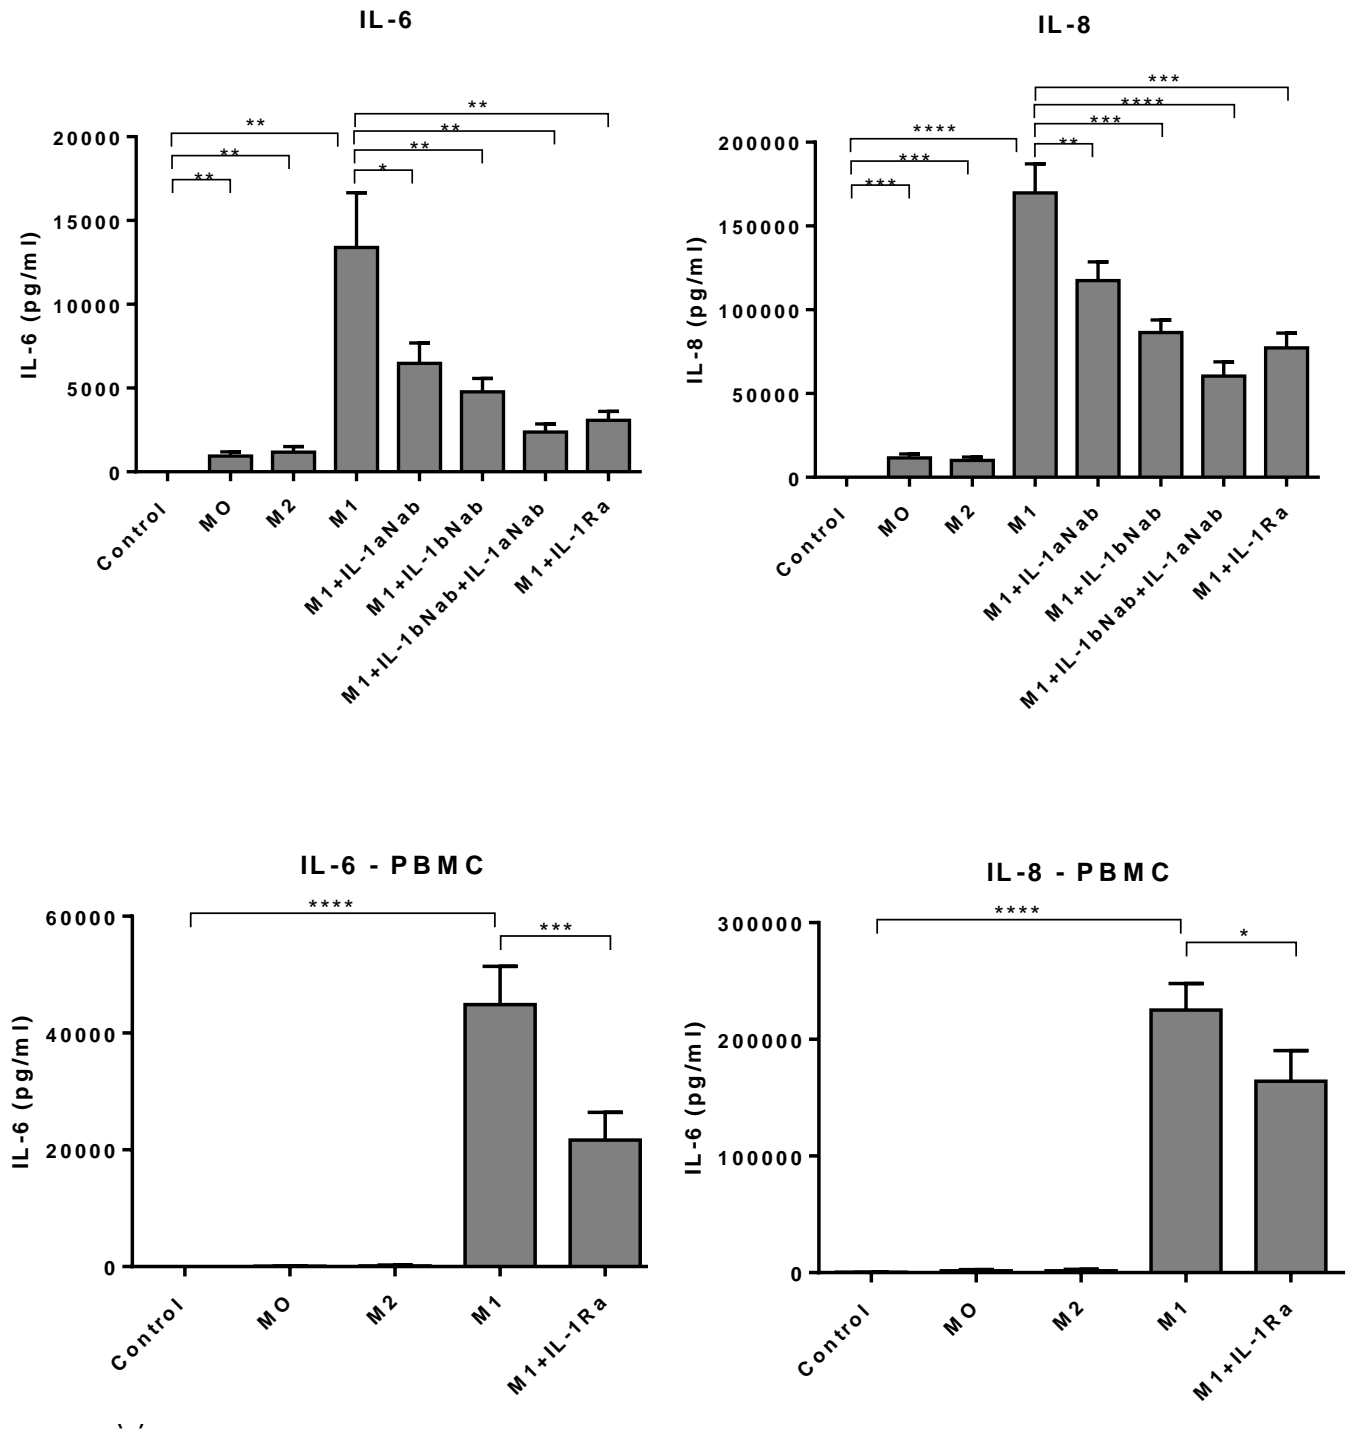 IL-6
**
**
**
**
**
**
*
20000
15000
10000
5000
0
IL-6 (pg/ml)
Control
MO
M2
M1
M1+IL-1aNab
M1+IL-1bNab
M1+IL-1bNab+IL-1aNab
M1+IL-1Ra
IL-8
***
****
***
**
****
***
***
200000
150000
100000
50000
0
IL-8 (pg/ml)
Control
MO
M2
M1
M1+IL-1aNab
M1+IL-1bNab
M1+IL-1bNab+IL-1aNab
M1+IL-1Ra
IL-6 - PBMC
****
***
60000
40000
20000
0
IL-6 (pg/ml)
Control
MO
M2
M1
M1+IL-1Ra
IL-8 - PBMC
****
*
300000
200000
100000
0
IL-6 (pg/ml)
Control
MO
M2
M1
M1+IL-1Ra